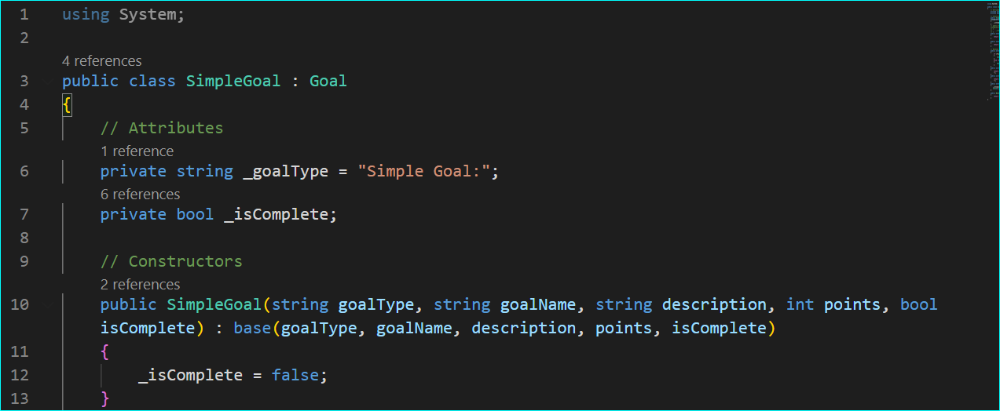 1 using System;
2
4 references
3 public class SimpleGoal : Goal
4 {
5 // Attributes
1 reference
6 private string _goalType = "Simple Goal:";
6 references
7 private bool _isComplete;
8
9 // Constructors
2 references
10 public SimpleGoal(string goalType, string goalName, string description, int points, bool
isComplete) : base(goalType, goalName, description, points, isComplete)
11 {
12 _isComplete = false;
13 }